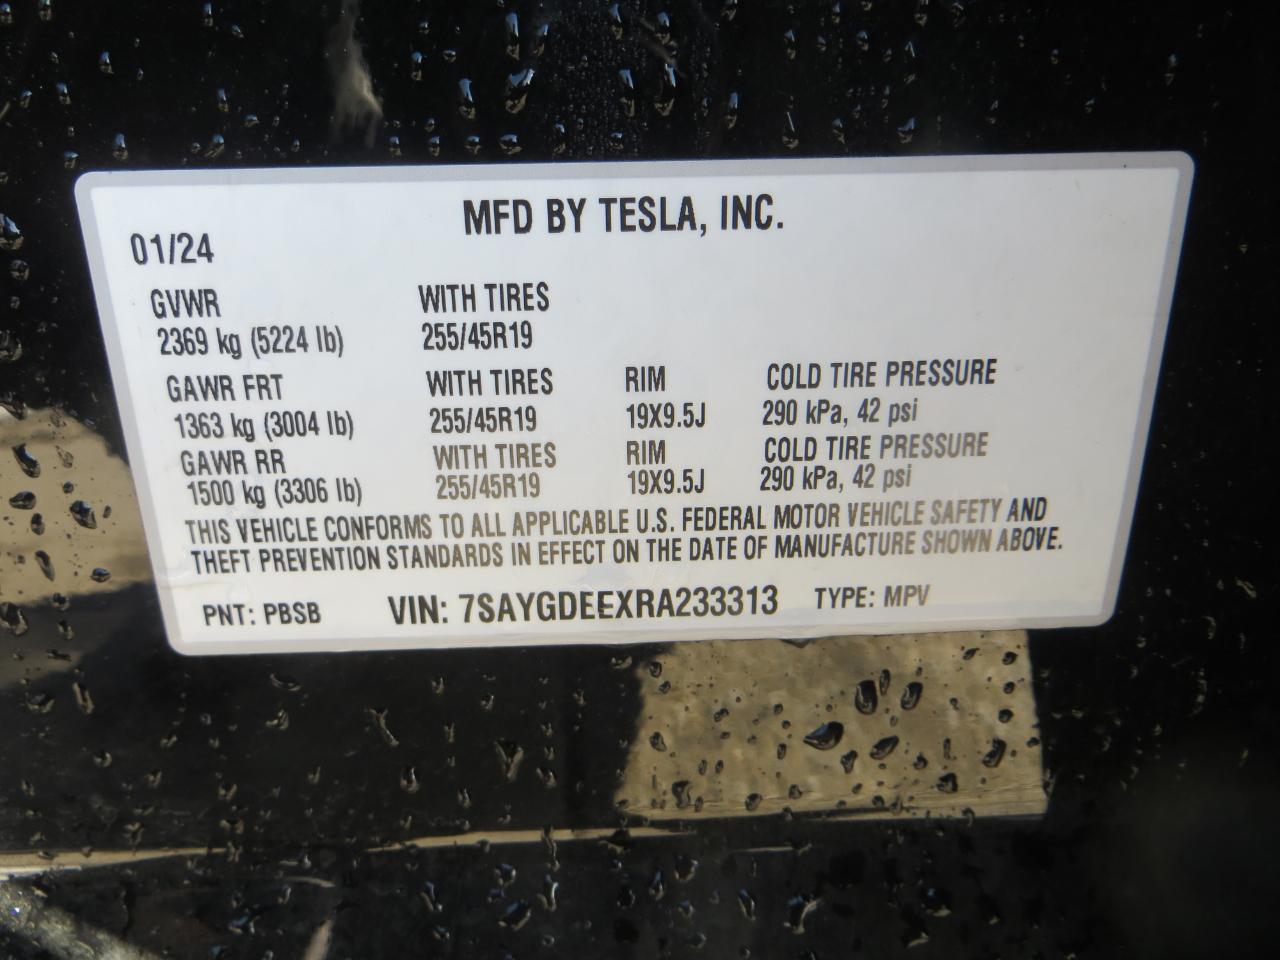 MFD BY TESLA, INC.
01/24
GVWR WITH TIRES
2369 kg (5224 lb) 255/45R19
GAWR FRT WITH TIRES RIM COLD TIRE PRESSURE
1363 kg (3004 lb) 255/45R19 19X9.5J 290 kPa, 42 psi
GAWR RR WITH TIRES RIM COLD TIRE PRESSURE
1500 kg (3306 lb) 255/45R19 19X9.5J 290 kPa, 42 psi
THIS VEHICLE CONFORMS TO ALL APPLICABLE U.S. FEDERAL MOTOR VEHICLE SAFETY AND
THEFT PREVENTION STANDARDS IN EFFECT ON THE DATE OF MANUFACTURE SHOWN ABOVE.
PNT: PBSB VIN: 7SAYGDEEXRA233313 TYPE: MPV